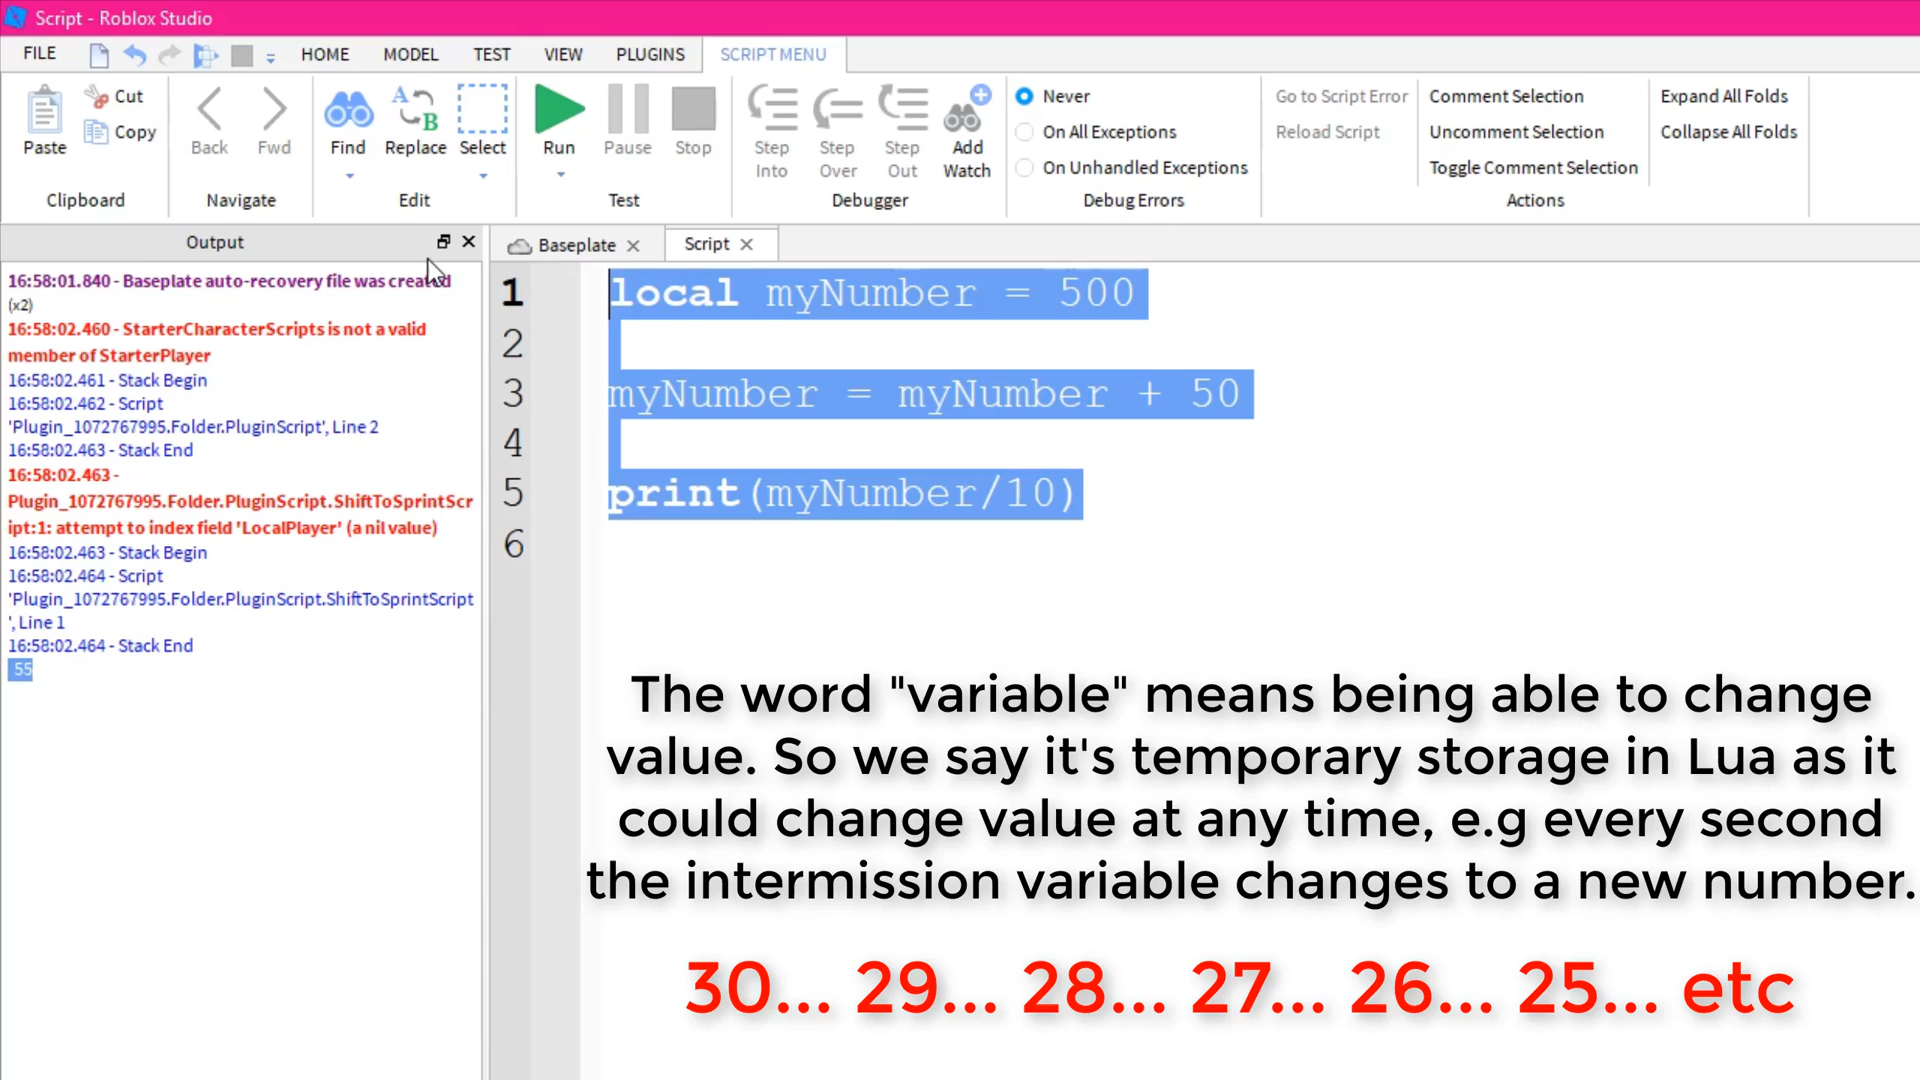 Script - Roblox Studio
FILE HOME MODEL TEST VIEW PLUGINS SCRIPT MENU
Paste
Cut
Copy
Clipboard
Back
Fwd
Navigate
Find
Replace
Select
Edit
Run
Pause
Stop
Test
Step Into
Step Over
Step Out
Add Watch
Debugger
Never
On All Exceptions
On Unhandled Exceptions
Debug Errors
Go to Script Error
Reload Script
Comment Selection
Uncomment Selection
Toggle Comment Selection
Expand All Folds
Collapse All Folds
Actions
Output
16:58:01.840 - Baseplate auto-recovery file was created
(x2)
16:58:02.460 - StarterCharacterScripts is not a valid
member of StarterPlayer
16:58:02.461 - Stack Begin
16:58:02.462 - Script
'Plugin_1072767995.Folder.PluginScript', Line 2
16:58:02.463 - Stack End
16:58:02.463 -
Plugin_1072767995.Folder.PluginScript.ShiftToSprintScr
ipt:1: attempt to index field 'LocalPlayer' (a nil value)
16:58:02.463 - Stack Begin
16:58:02.464 - Script
'Plugin_1072767995.Folder.PluginScript.ShiftToSprintScript
', Line 1
16:58:02.464 - Stack End
55
Baseplate
Script
1 local myNumber = 500
2
3 myNumber = myNumber + 50
4
5 print(myNumber/10)
6
The word "variable" means being able to change
value. So we say it's temporary storage in Lua as it
could change value at any time, e.g every second
the intermission variable changes to a new number.
30... 29... 28... 27... 26... 25... etc